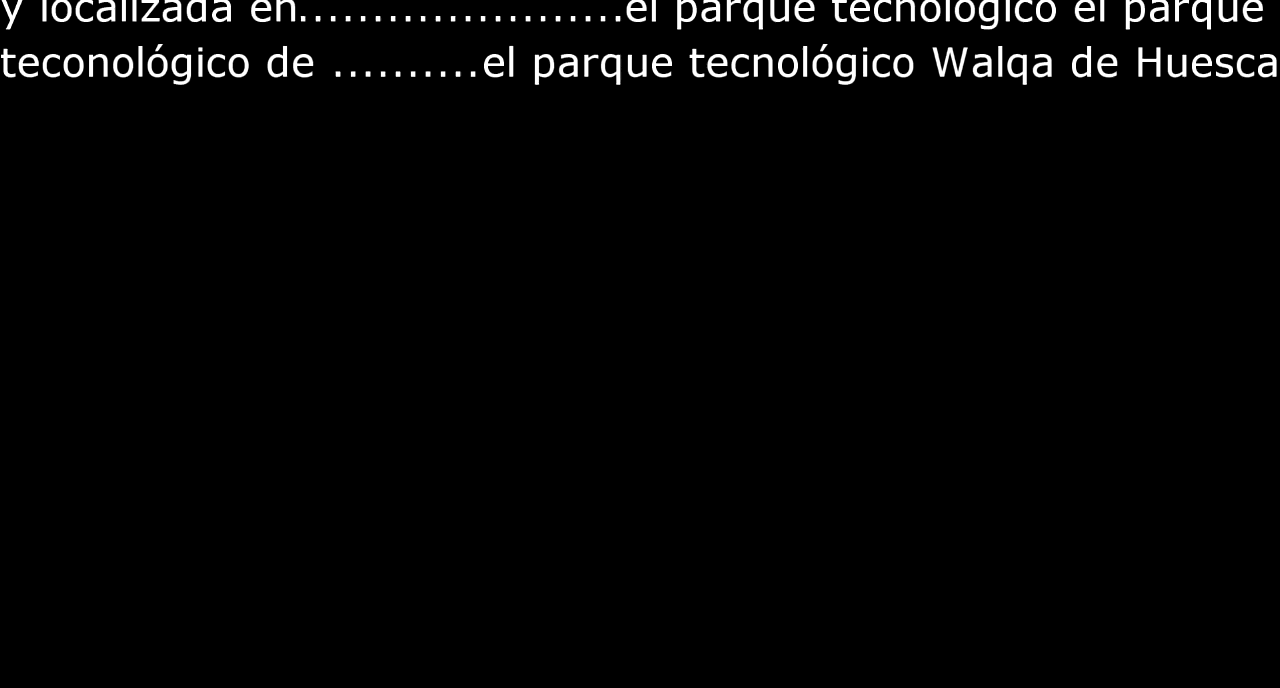 y localizada en......................el parque tecnológico el parque
teconológico de ..........el parque tecnológico Walqa de Huesca